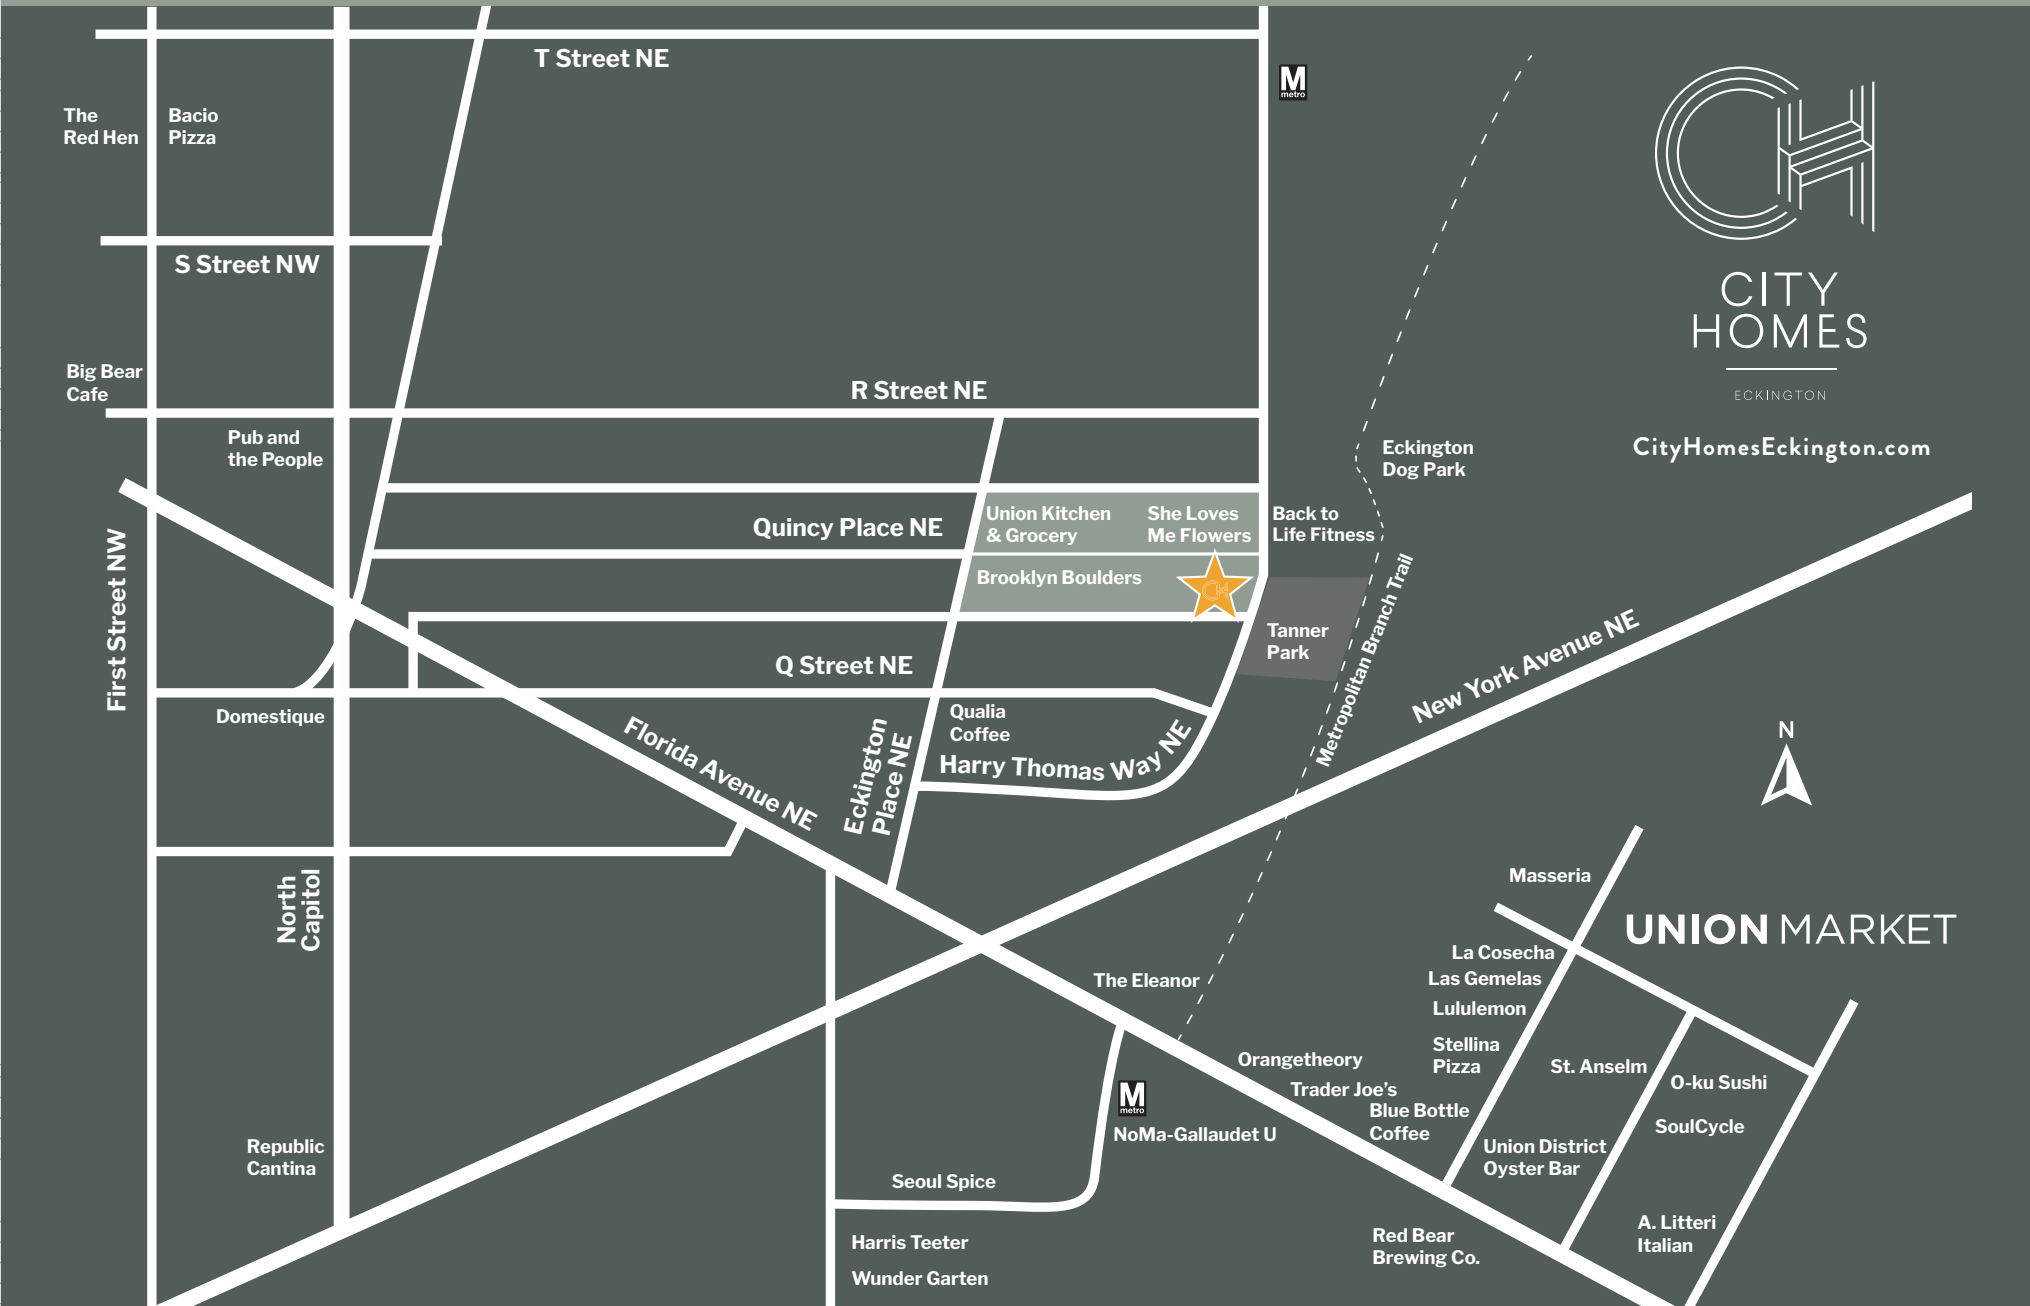 T Street NE
M
metro
The
Red Hen
Bacio
Pizza
CH
CITY
HOMES
ECKINGTON
CityHomesEckington.com
S Street NW
Big Bear
Cafe
R Street NE
Pub and
the People
Eckington
Dog Park
Quincy Place NE
Union Kitchen
& Grocery
She Loves
Me Flowers
Back to
Life Fitness
Brooklyn Boulders
CH
First Street NW
Tanner
Park
Metropolitan Branch Trail
New York Avenue NE
Q Street NE
Domestique
Florida Avenue NE
Eckington
Place NE
Qualia
Coffee
Harry Thomas Way NE
N
North
Capitol
Masseria
UNION MARKET
La Cosecha
Las Gemelas
Lululemon
Stellina
Pizza
The Eleanor
Orangetheory
Trader Joe's
Blue Bottle
Coffee
St. Anselm
O-ku Sushi
SoulCycle
M
metro
NoMa-Gallaudet U
Union District
Oyster Bar
Republic
Cantina
Seoul Spice
Harris Teeter
Wunder Garten
Red Bear
Brewing Co.
A. Litteri
Italian